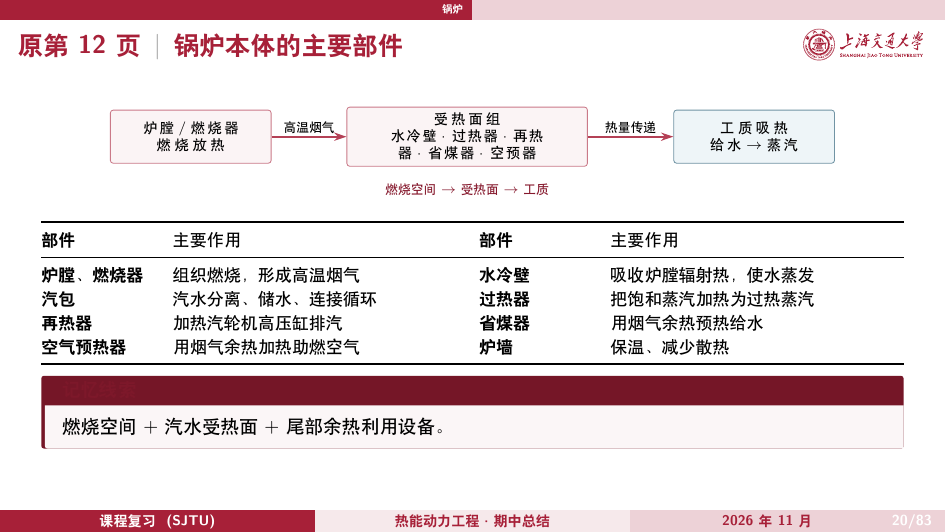 锅炉
原第 12 页 | 锅炉本体的主要部件
上海交通大学
SHANGHAI JIAO TONG UNIVERSITY
炉膛 / 燃烧器
燃烧放热
高温烟气
受热面组
水冷壁 · 过热器 · 再热
器 · 省煤器 · 空预器
热量传递
工质吸热
给水 → 蒸汽
燃烧空间 → 受热面 → 工质
部件 主要作用 部件 主要作用
炉膛、燃烧器 组织燃烧，形成高温烟气 水冷壁 吸收炉膛辐射热，使水蒸发
汽包 汽水分离、储水、连接循环 过热器 把饱和蒸汽加热为过热蒸汽
再热器 加热汽轮机高压缸排汽 省煤器 用烟气余热预热给水
空气预热器 用烟气余热加热助燃空气 炉墙 保温、减少散热
记忆线索
燃烧空间 + 汽水受热面 + 尾部余热利用设备。
课程复习 (SJTU) 热能动力工程 · 期中总结 2026 年 11 月 20/83